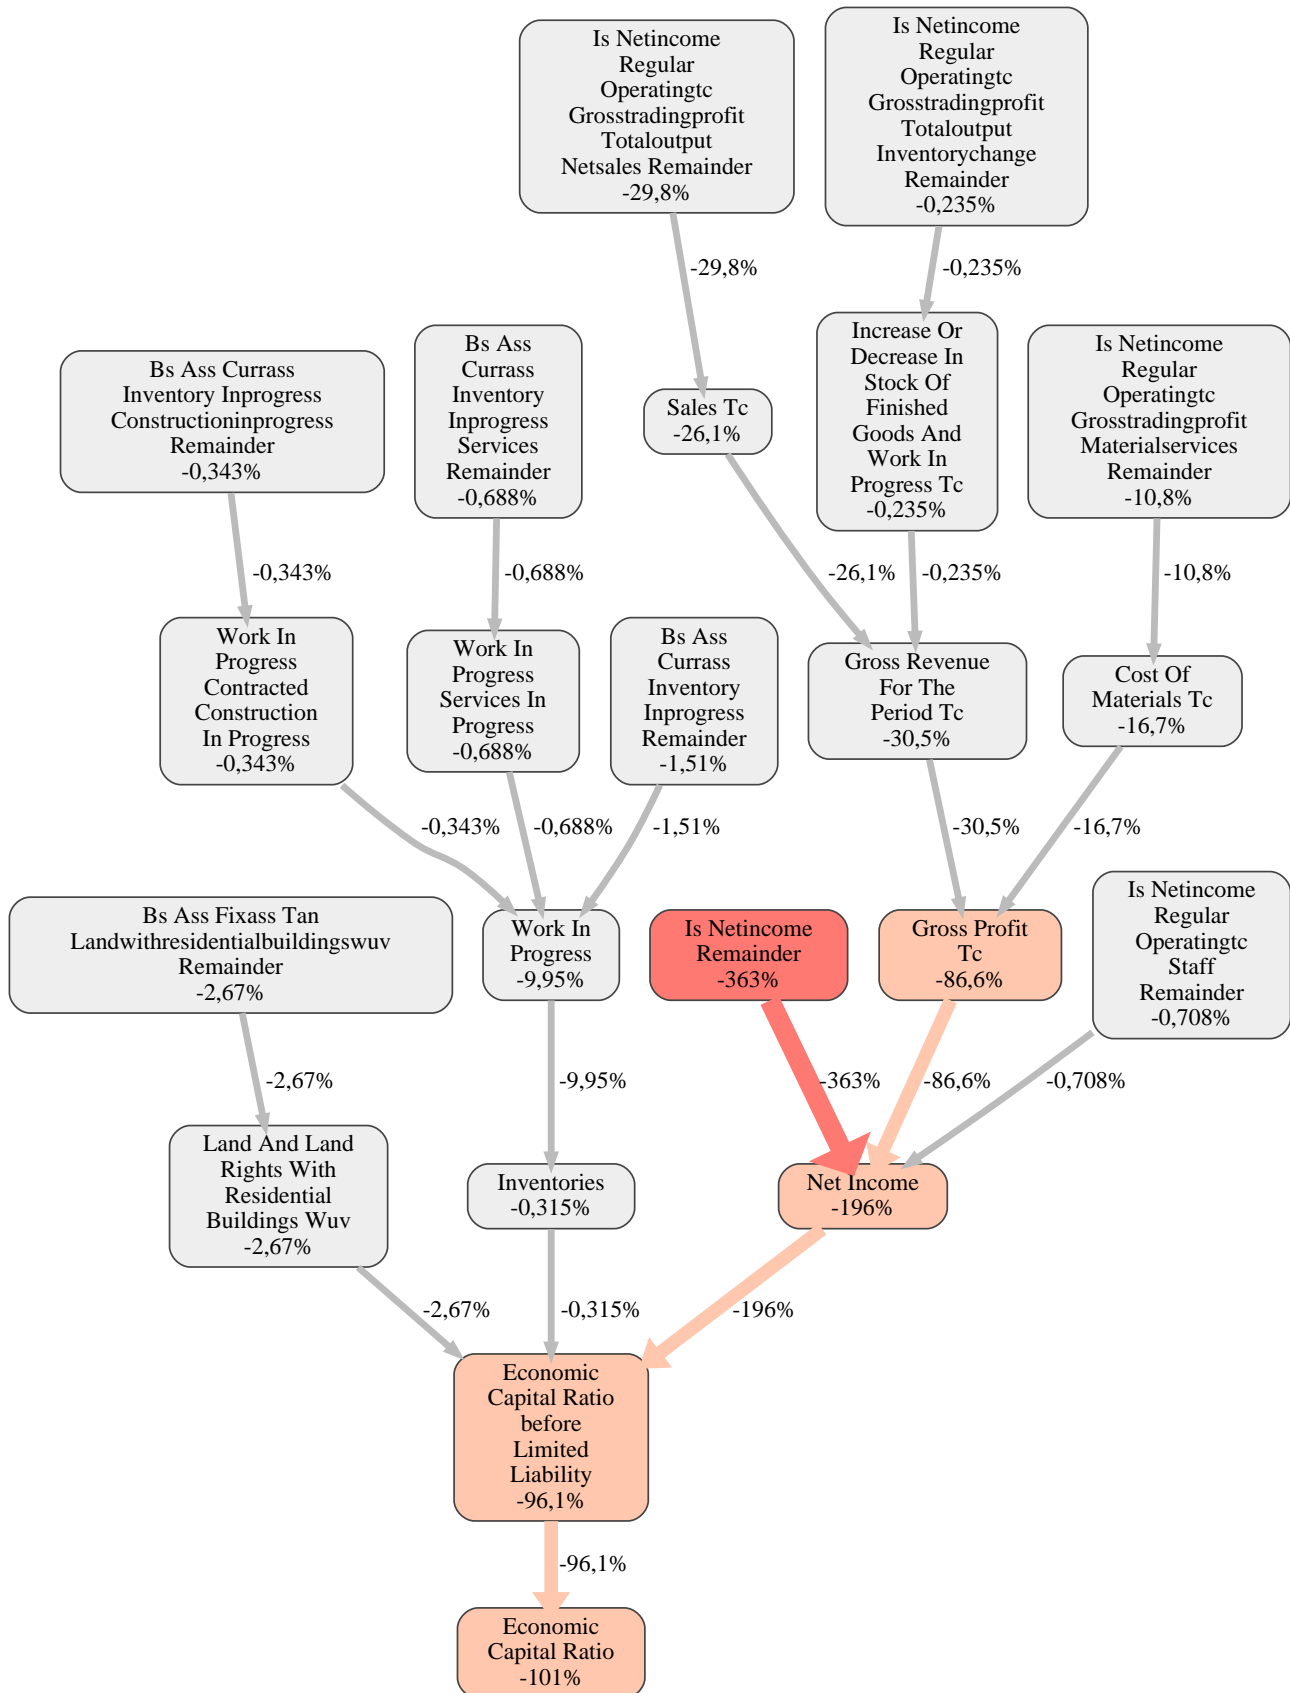 Is Netincome
Regular
Operatingtc
Grosstradingprofit
Totaloutput
Netsales Remainder
-29,8%
Is Netincome
Regular
Operatingtc
Grosstradingprofit
Totaloutput
Inventorychange
Remainder
-0,235%
-29,8%
-0,235%
Bs Ass Currass
Inventory Inprogress
Constructioninprogress
Remainder
-0,343%
Bs Ass
Currass
Inventory
Inprogress
Services
Remainder
-0,688%
Sales Tc
-26,1%
Increase Or
Decrease In
Stock Of
Finished
Goods And
Work In
Progress Tc
-0,235%
Is Netincome
Regular
Operatingtc
Grosstradingprofit
Materialservices
Remainder
-10,8%
-0,343%
-0,688%
-26,1%
-0,235%
-10,8%
Work In
Progress
Contracted
Construction
In Progress
-0,343%
Work In
Progress
Services In
Progress
-0,688%
Bs Ass
Currass
Inventory
Inprogress
Remainder
-1,51%
Gross Revenue
For The
Period Tc
-30,5%
Cost Of
Materials Tc
-16,7%
-0,343%
-0,688%
-1,51%
-30,5%
-16,7%
Bs Ass Fixass Tan
Landwithresidentialbuildingswuv
Remainder
-2,67%
Work In
Progress
-9,95%
Is Netincome
Remainder
-363%
Gross Profit
Tc
-86,6%
Is Netincome
Regular
Operatingtc
Staff
Remainder
-0,708%
-2,67%
-9,95%
-363%
-86,6%
-0,708%
Land And Land
Rights With
Residential
Buildings Wuv
-2,67%
Inventories
-0,315%
Net Income
-196%
-2,67%
-0,315%
-196%
Economic
Capital Ratio
before
Limited
Liability
-96,1%
-96,1%
Economic
Capital Ratio
-101%